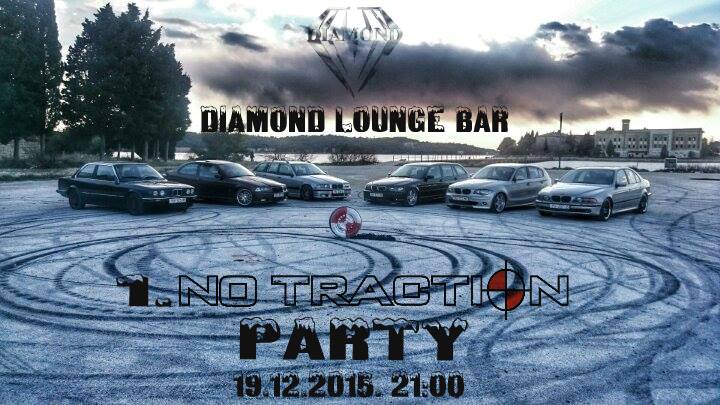 DIAMOND
DIAMOND LOUNGE BAR
1. NO TRACTION
PARTY
19.12.2015. 21:00